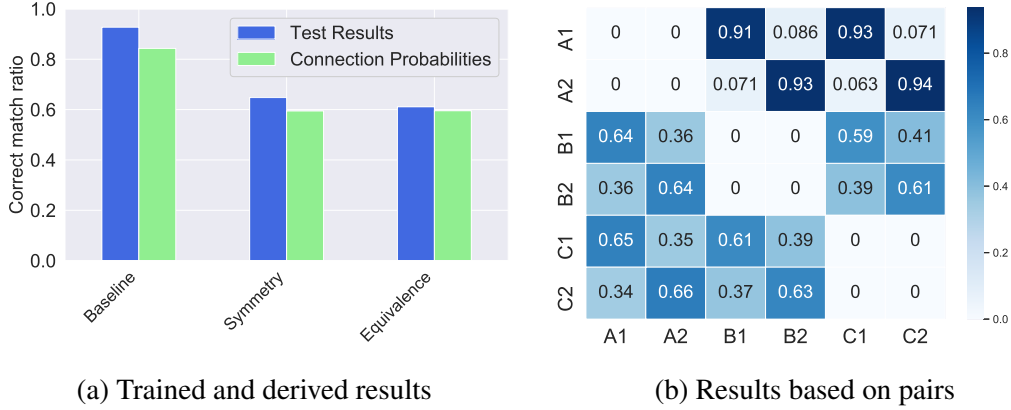 1.0
0.8
0.6
0.4
0.2
0.0
Correct match ratio
Test Results
Connection Probabilities
Baseline
Symmetry
Equivalence
(a) Trained and derived results
A1 0 0 0.91 0.086 0.93 0.071
A2 0 0 0.071 0.93 0.063 0.94
B1 0.64 0.36 0 0 0.59 0.41
B2 0.36 0.64 0 0 0.39 0.61
C1 0.65 0.35 0.61 0.39 0 0
C2 0.34 0.66 0.37 0.63 0 0
A1 A2 B1 B2 C1 C2
0.8
0.6
0.4
0.2
0.0
(b) Results based on pairs